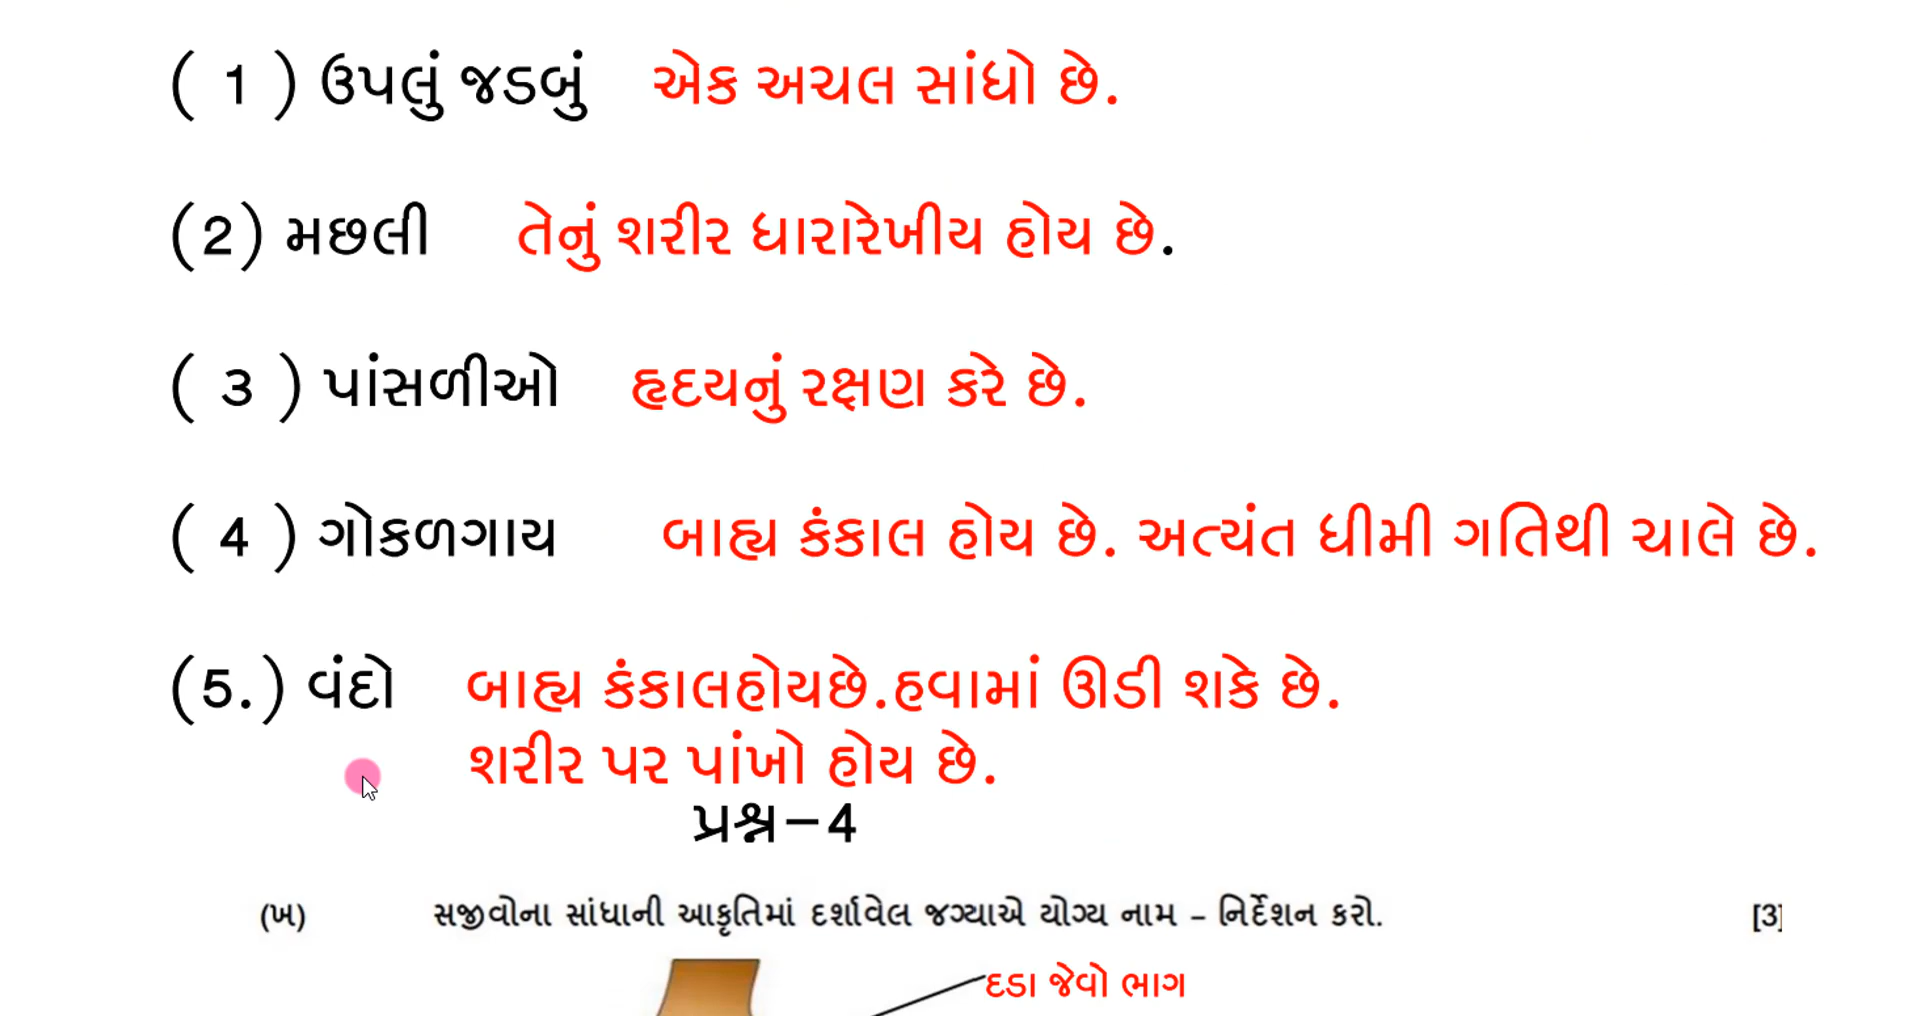 ( 1 ) ઉપલું જડબું એક અચલ સાંધો છે.
(2) મછલી તેનું શરીર ધારારેખીય હોય છે.
( ૩ ) પાંસળીઓ હૃદયનું રક્ષણ કરે છે.
( 4 ) ગોકળગાય બાહ્ય કંકાલ હોય છે. અત્યંત ધીમી ગતિથી ચાલે છે.
(5.) વંદો બાહ્ય કંકાલહોયછે.હવામાં ઊડી શકે છે.
શરીર પર પાંખો હોય છે.
પ્રશ્ન–4
(ખ) સજીવોના સાંધાની આકૃતિમાં દર્શાવેલ જગ્યાએ યોગ્ય નામ – નિર્દેશન કરો. [3]
દડા જેવો ભાગ